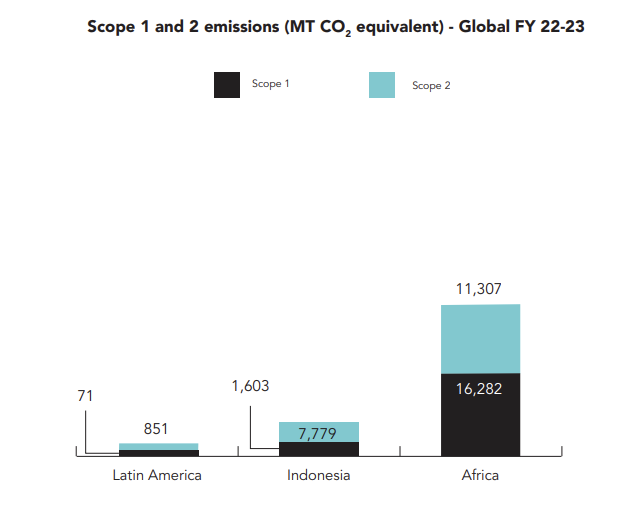 Scope 1 and 2 emissions (MT CO₂ equivalent) - Global FY 22-23
Scope 1
Scope 2
11,307
16,282
1,603
71
851
7,779
Latin America
Indonesia
Africa